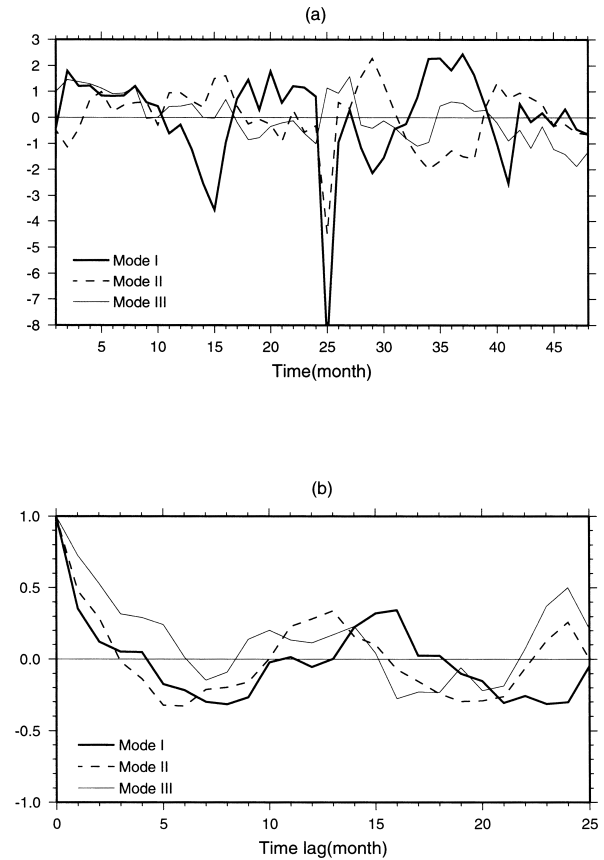 (a)
3
2
1
0
-1
-2
-3
-4
-5
-6
-7
-8
Mode I
Mode II
Mode III
5 10 15 20 25 30 35 40 45
Time(month)
(b)
1.0
0.5
0.0
-0.5
-1.0
Mode I
Mode II
Mode III
0 5 10 15 20 25
Time lag(month)